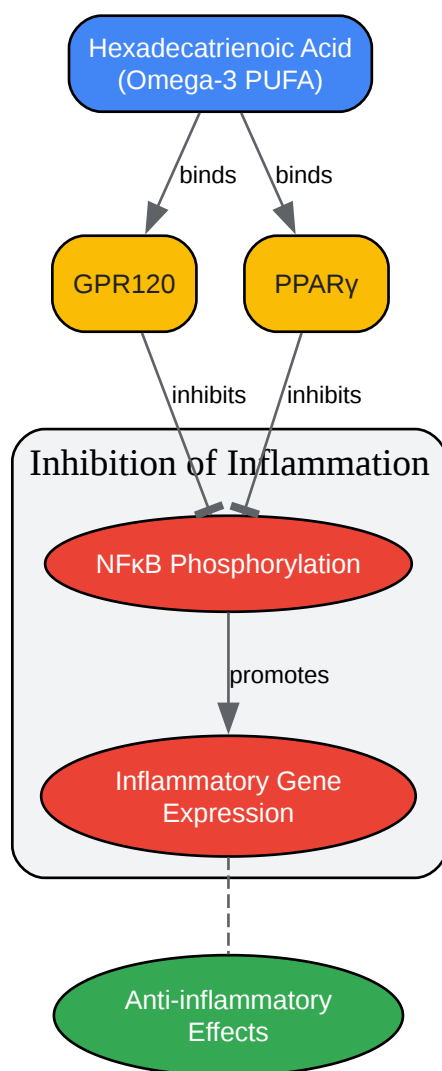 Hexadecatrienoic Acid
(Omega-3 PUFA)
binds
binds
GPR120
PPARγ
inhibits
inhibits
Inhibition of Inflammation
NFκB Phosphorylation
promotes
Inflammatory Gene
Expression
Anti-inflammatory
Effects